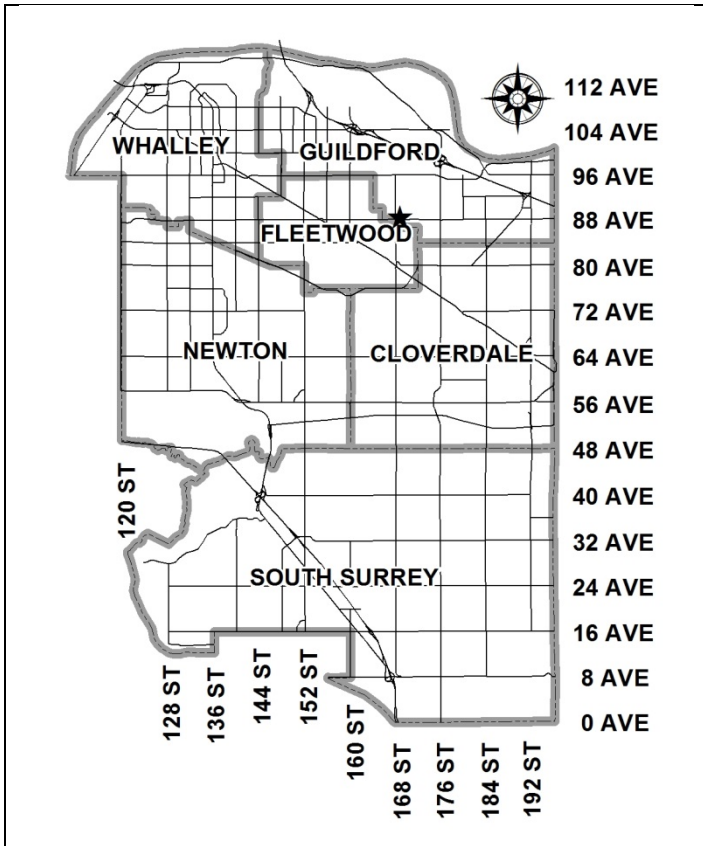 112 AVE
104 AVE
WHALLEY
GUILDFORD
96 AVE
88 AVE
FLEETWOOD
80 AVE
72 AVE
NEWTON
CLOVERDALE
64 AVE
56 AVE
48 AVE
120 ST
40 AVE
32 AVE
SOUTH SURREY
24 AVE
16 AVE
128 ST
136 ST
144 ST
152 ST
160 ST
8 AVE
0 AVE
168 ST
176 ST
184 ST
192 ST